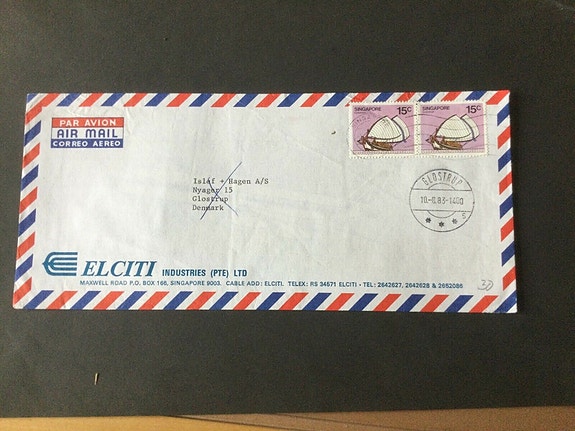 PAR AVION
AIR MAIL
CORREO AEREO
SINGAPORE 15c
SINGAPORE 15c
GLOSTRUP
Isläf + Hagen A/S
Nyager 15
Glostrup
Denmark
ELCITI INDUSTRIES (PTE) LTD
MAXWELL ROAD P.O. BOX 166, SINGAPORE 9003. CABLE ADD: ELCITI. TELEX: RS 34571 ELCITI • TEL: 2642627, 2642628 & 2652086